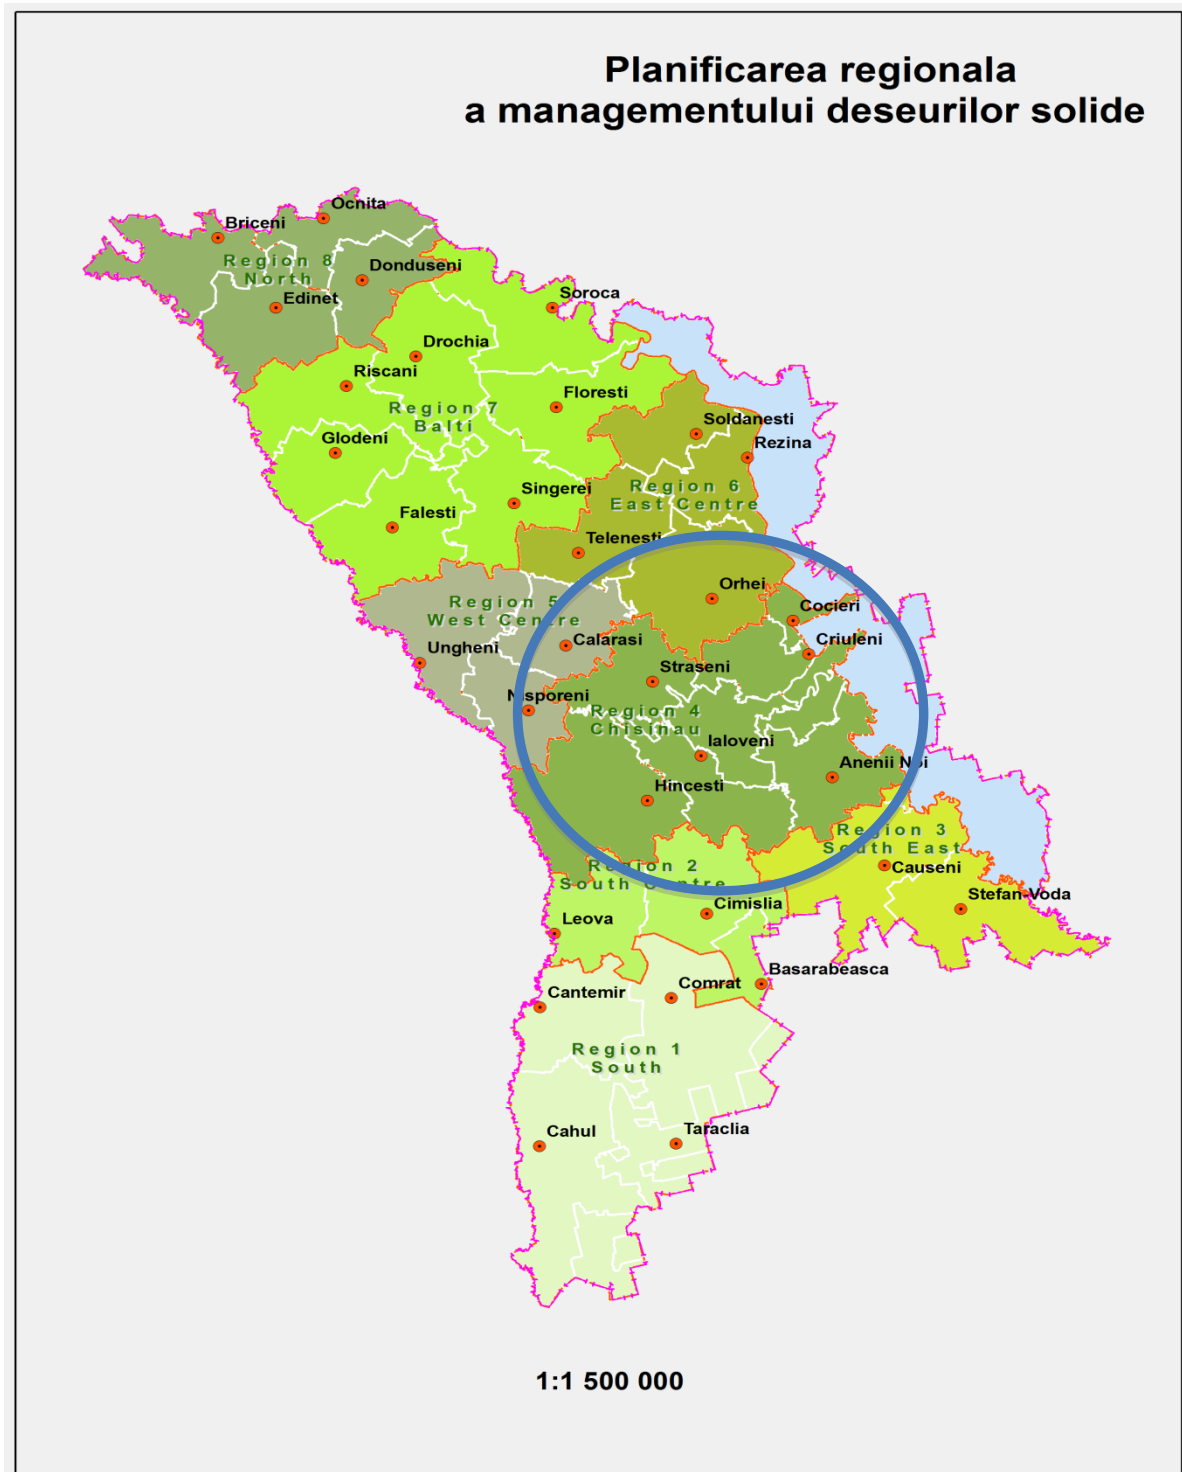 Planificarea regionala
a managementului deseurilor solide
Ocnita
Briceni
Region 8
North
Donduseni
Edinet
Soroca
Drochia
Riscani
Floresti
Region 7
Balti
Soldanesti
Glodeni
Rezina
Region 6
East Centre
Singerei
Falesti
Telenesti
Orhei
Region 5
West Centre
Cocieri
Calarasi
Criuleni
Ungheni
Straseni
Nisporeni
Region 4
Chisinau
Ialoveni
Anenii Noi
Hincesti
Region 3
South East
Region 2
South Centre
Causeni
Stefan-Voda
Cimislia
Leova
Basarabeasca
Comrat
Cantemir
Region 1
South
Cahul
Taraclia
1:1 500 000